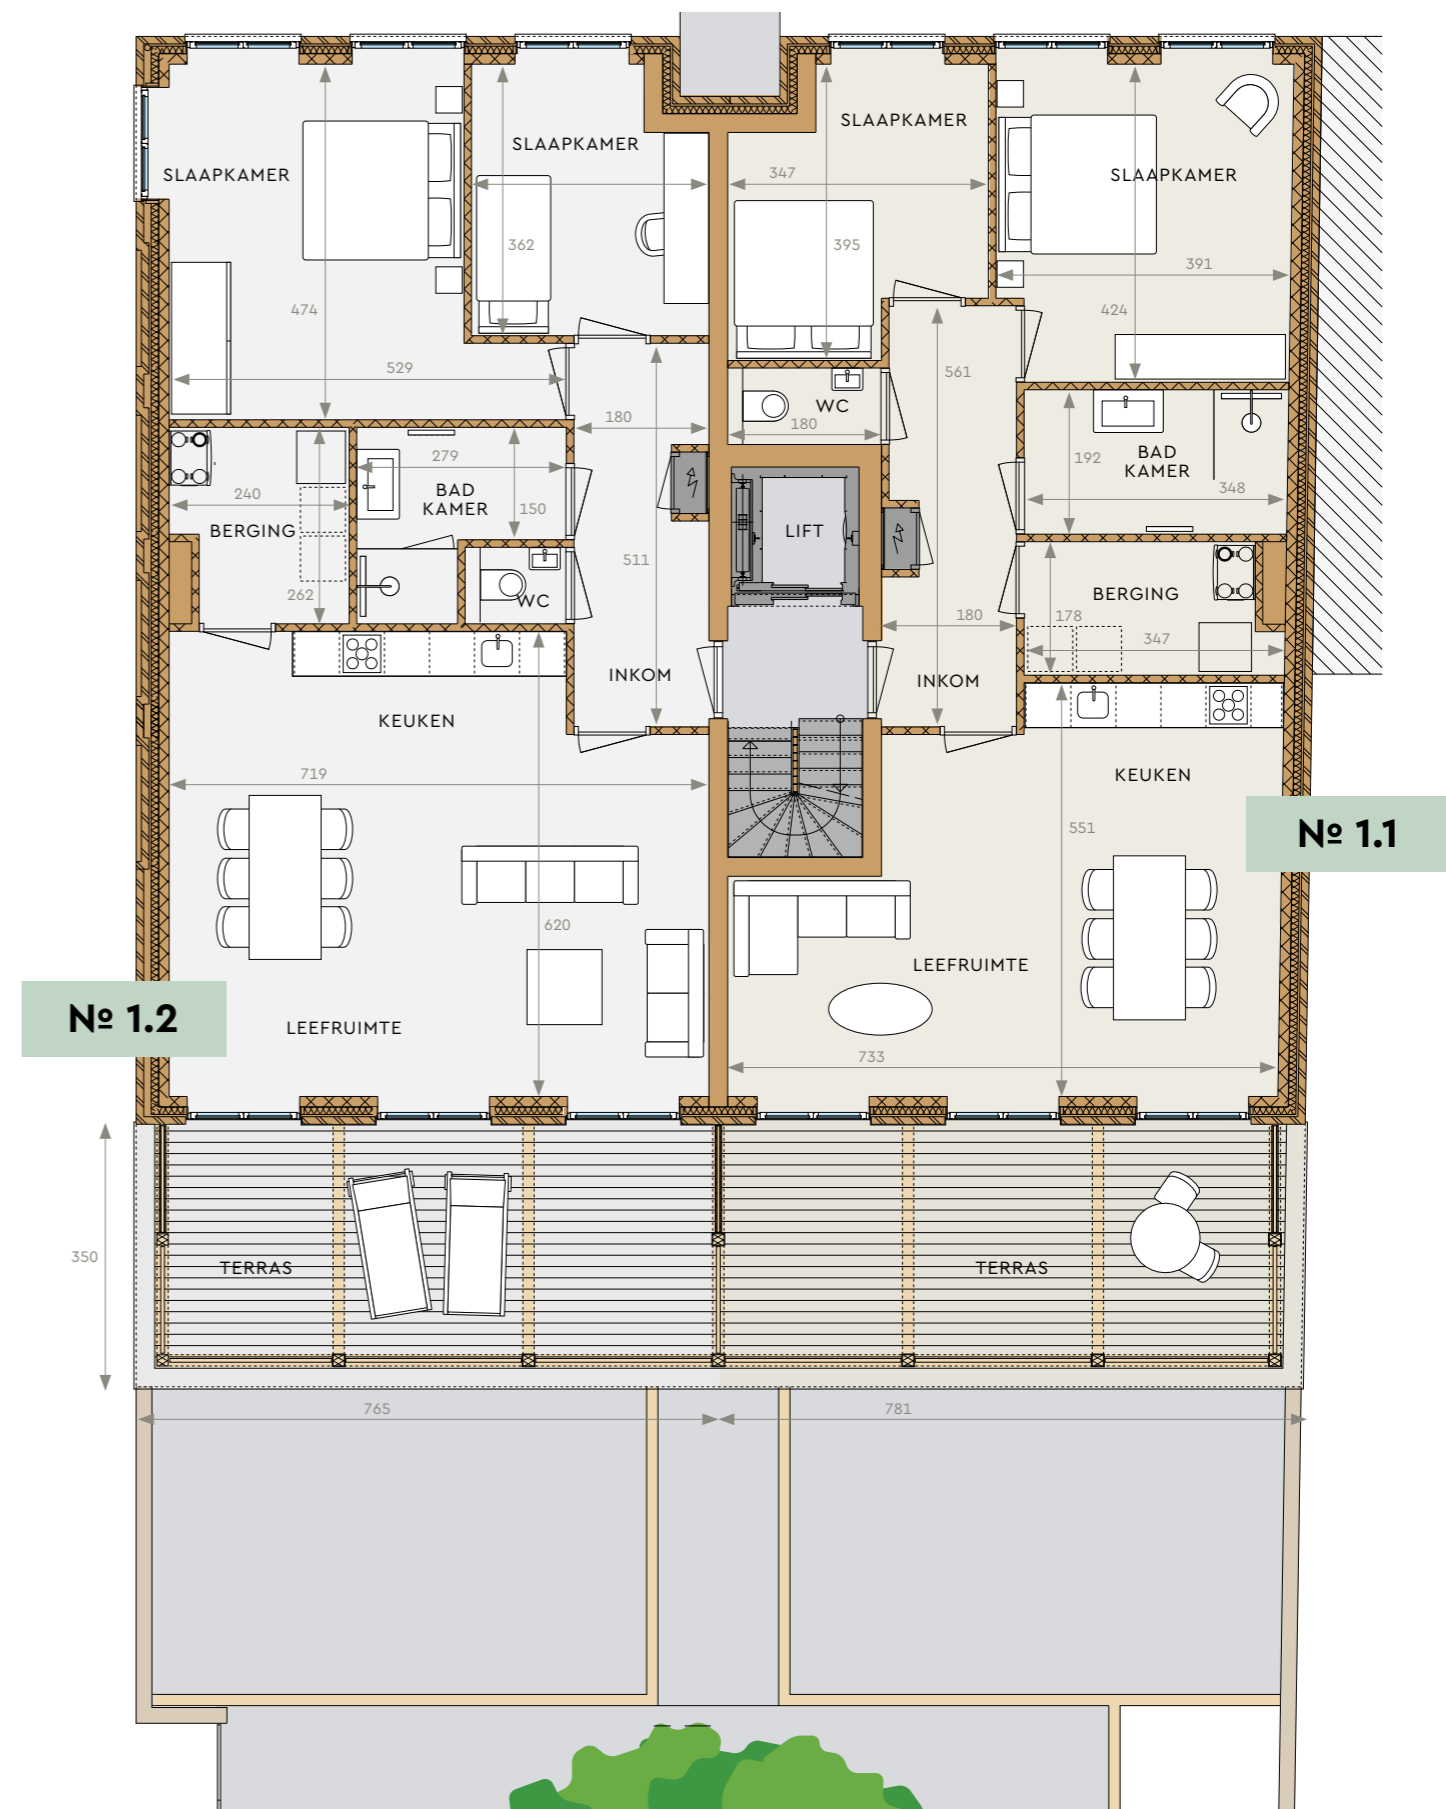 SLAAPKAMER
SLAAPKAMER
SLAAPKAMER
SLAAPKAMER
347
362
395
391
474
424
529
561
180
WC
180
279
240
BAD
KAMER
150
BERGING
192
BAD
KAMER
348
LIFT
511
262
WC
BERGING
180
178
347
INKOM
INKOM
KEUKEN
719
KEUKEN
551
№ 1.1
620
LEEFRUIMTE
№ 1.2
LEEFRUIMTE
733
350
TERRAS
TERRAS
765
781